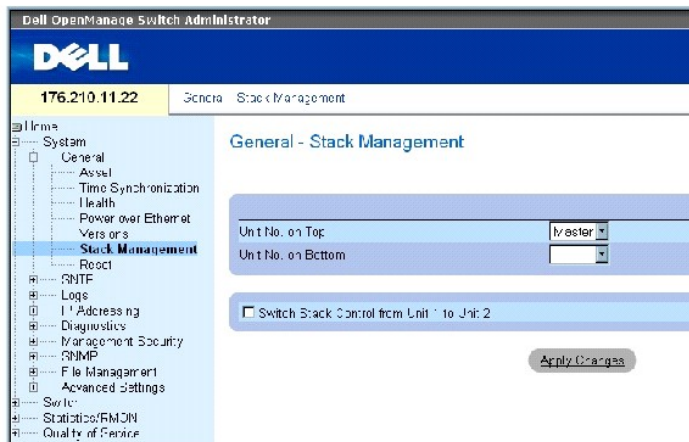 Dell OpenManage Switch Administrator
DELL
176.210.11.22
General Stack Management
Home
System
General
Asset
Time Synchronization
Health
Power over Ethernet
Versions
Stack Management
Reset
SNTP
Logs
IP Addressing
Diagnostics
Management Security
SNMP
File Management
Advanced Settings
Switch
Statistics/RMON
Quality of Service
General - Stack Management
Unit No. on Top
Master
Unit No. on Bottom
Switch Stack Control from Unit 1 to Unit 2
Apply Changes